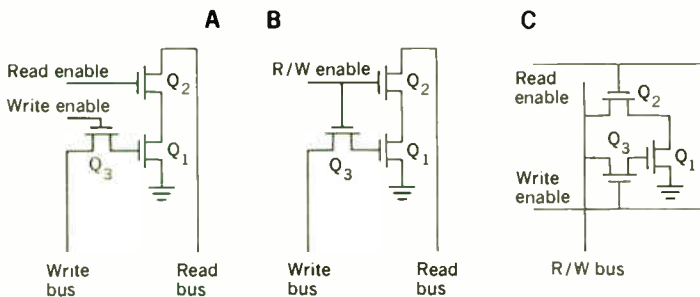 A
Read enable
Q2
Write enable
Q1
Q3
Write
bus
Read
bus
B
R/W enable
Q2
Q1
Q3
Write
bus
Read
bus
C
Read
enable
Q2
Q3
Q1
Write
enable
R/W bus